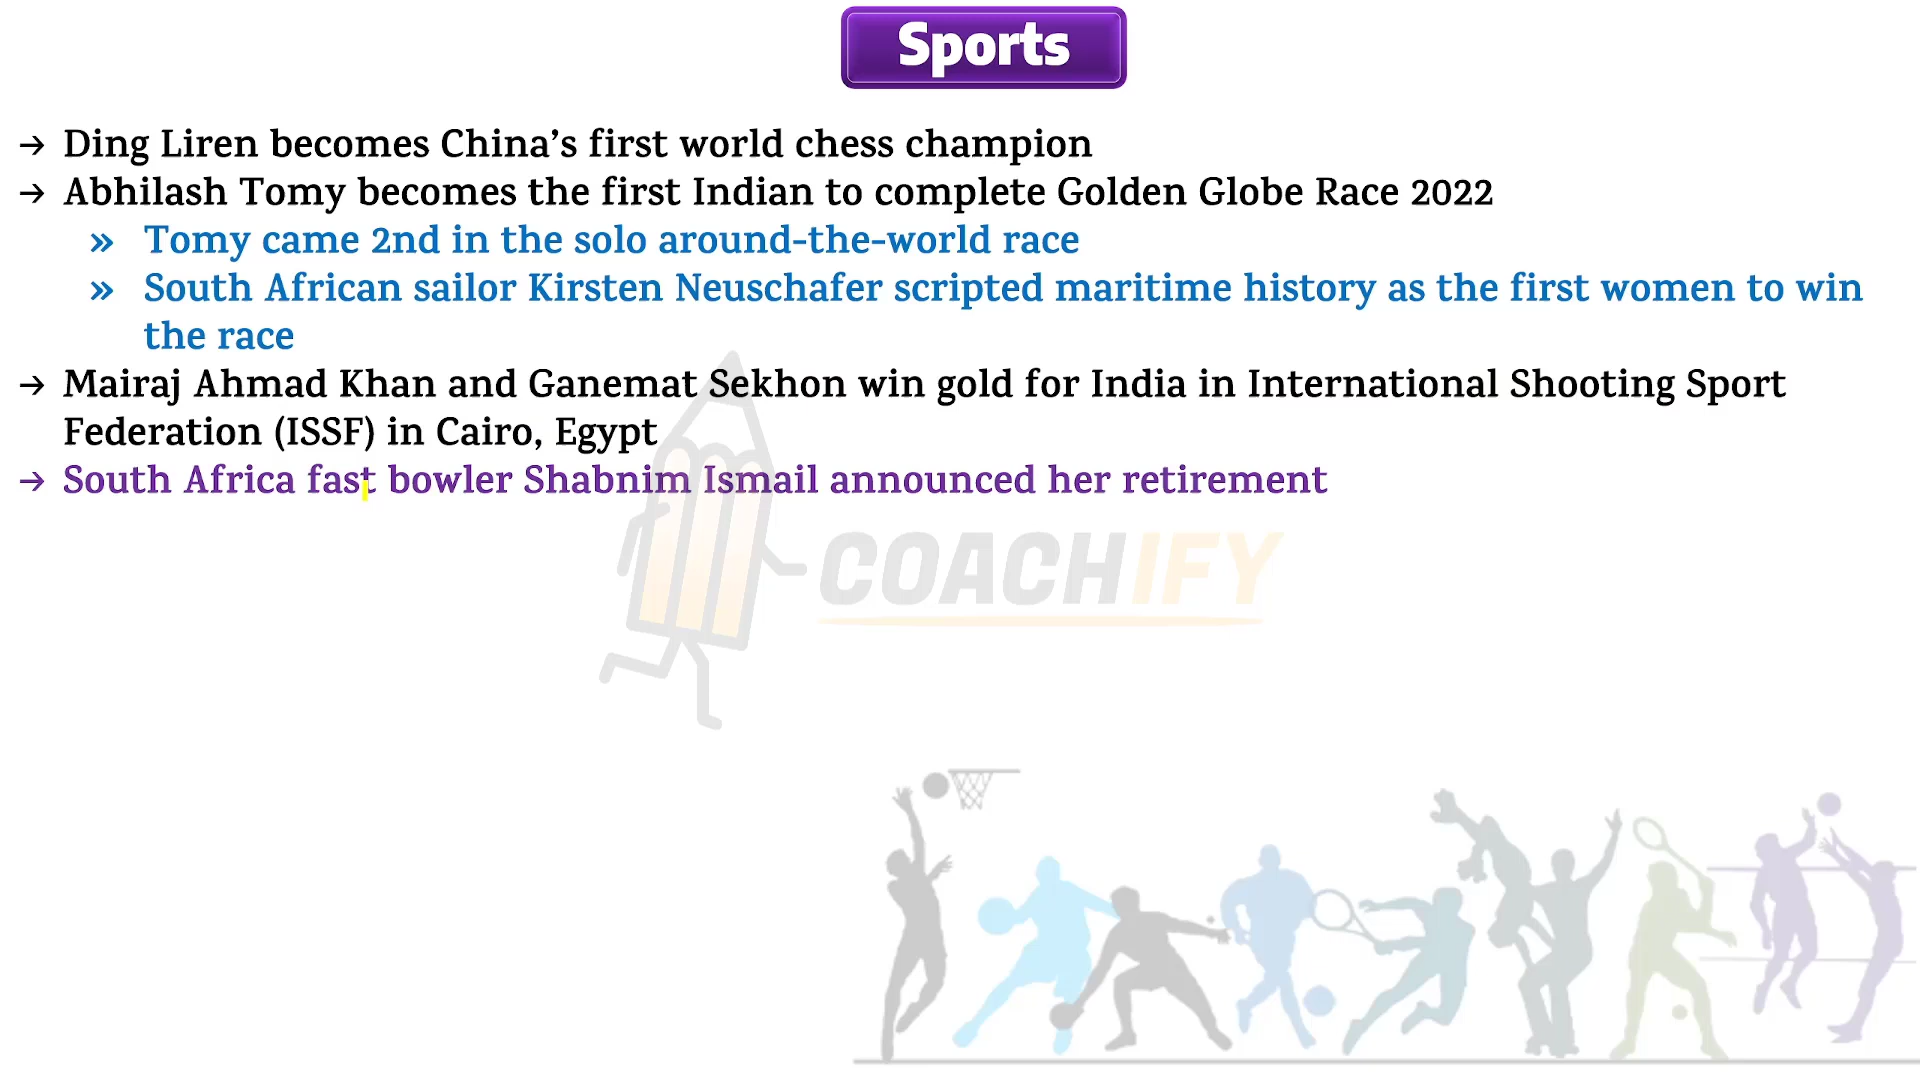 Sports
→ Ding Liren becomes China’s first world chess champion
→ Abhilash Tomy becomes the first Indian to complete Golden Globe Race 2022
» Tomy came 2nd in the solo around-the-world race
» South African sailor Kirsten Neuschafer scripted maritime history as the first women to win
the race
→ Mairaj Ahmad Khan and Ganemat Sekhon win gold for India in International Shooting Sport
Federation (ISSF) in Cairo, Egypt
→ South Africa fast bowler Shabnim Ismail announced her retirement
COACHIFY